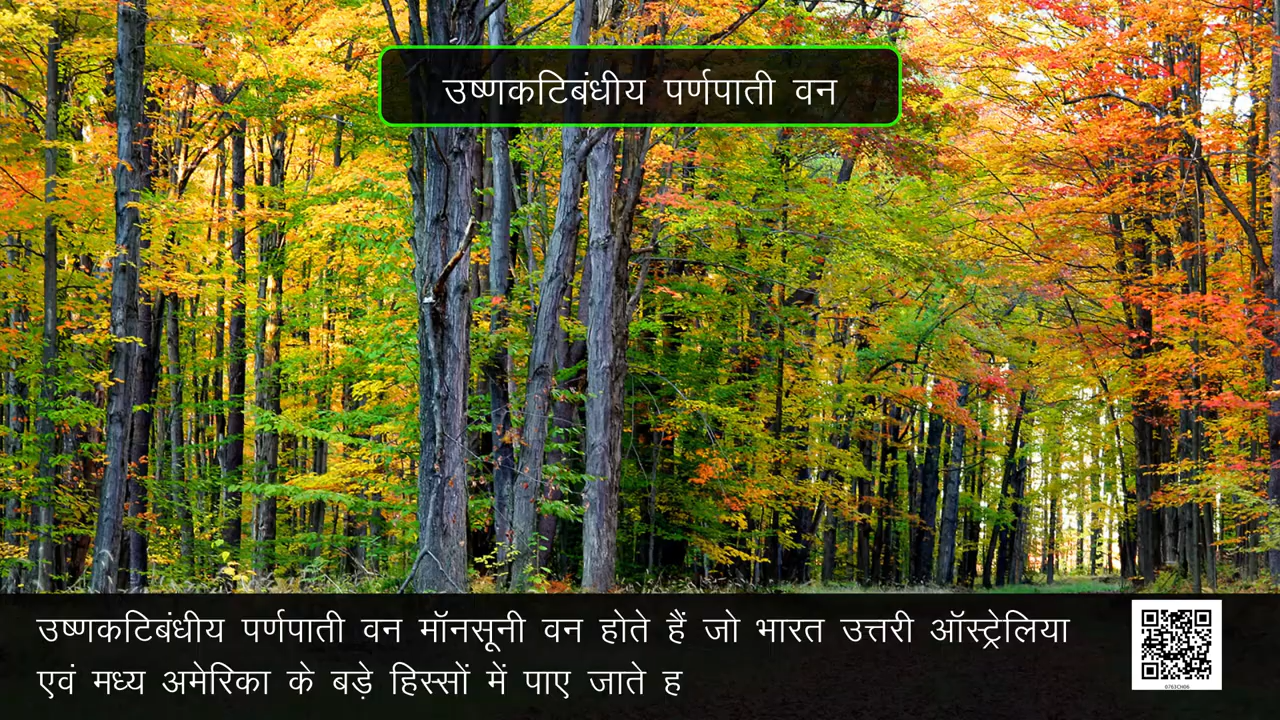 उष्णकटिबंधीय पर्णपाती वन
उष्णकटिबंधीय पर्णपाती वन मॉनसूनी वन होते हैं जो भारत उत्तरी ऑस्ट्रेलिया
एवं मध्य अमेरिका के बड़े हिस्सों में पाए जाते ह
0763CH06